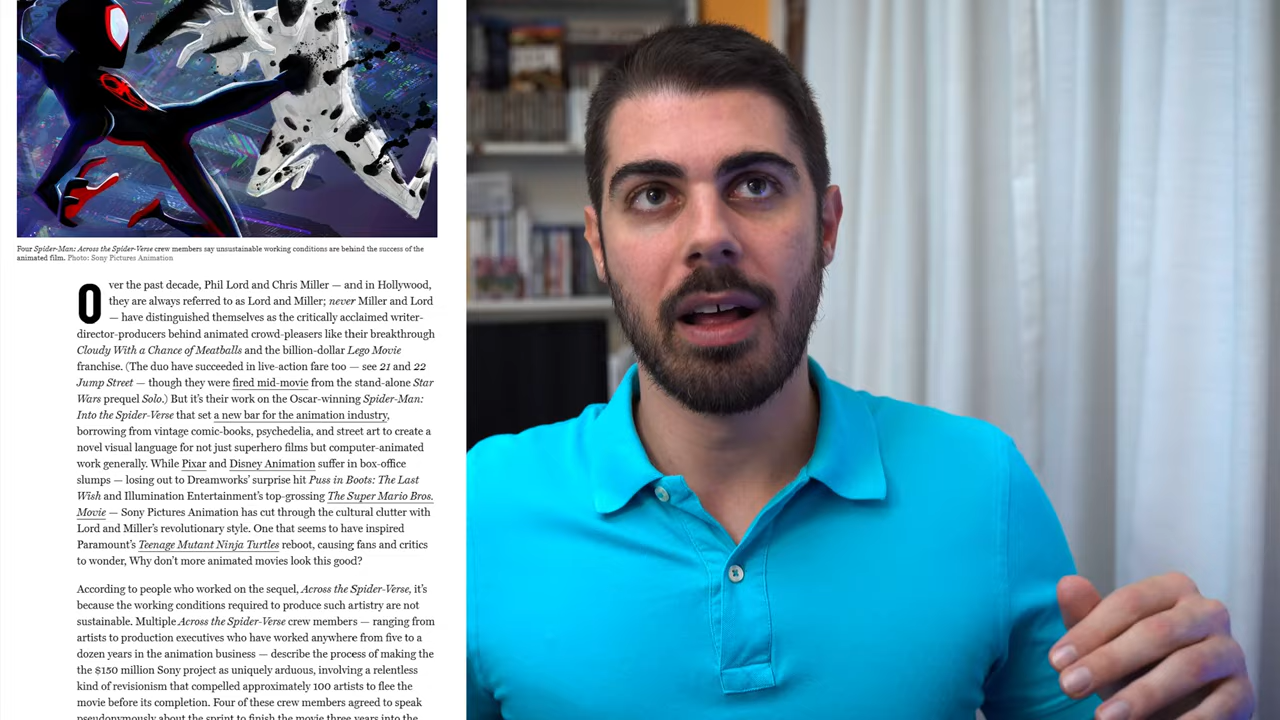 Four Spider-Man: Across the Spider-Verse crew members say unsustainable working conditions are behind the success of the
animated film. Photo: Sony Pictures Animation
Over the past decade, Phil Lord and Chris Miller — and in Hollywood,
they are always referred to as Lord and Miller; never Miller and Lord
— have distinguished themselves as the critically acclaimed writer-
director-producers behind animated crowd-pleasers like their breakthrough
Cloudy With a Chance of Meatballs and the billion-dollar Lego Movie
franchise. (The duo have succeeded in live-action fare too — see 21 and 22
Jump Street — though they were fired mid-movie from the stand-alone Star
Wars prequel Solo.) But it's their work on the Oscar-winning Spider-Man:
Into the Spider-Verse that set a new bar for the animation industry,
borrowing from vintage comic-books, psychedelia, and street art to create a
novel visual language for not just superhero films but computer-animated
work generally. While Pixar and Disney Animation suffer in box-office
slumps — losing out to Dreamworks' surprise hit Puss in Boots: The Last
Wish and Illumination Entertainment's top-grossing The Super Mario Bros.
Movie — Sony Pictures Animation has cut through the cultural clutter with
Lord and Miller's revolutionary style. One that seems to have inspired
Paramount's Teenage Mutant Ninja Turtles reboot, causing fans and critics
to wonder, Why don't more animated movies look this good?
According to people who worked on the sequel, Across the Spider-Verse, it's
because the working conditions required to produce such artistry are not
sustainable. Multiple Across the Spider-Verse crew members — ranging from
artists to production executives who have worked anywhere from five to a
dozen years in the animation business — describe the process of making the
the $150 million Sony project as uniquely arduous, involving a relentless
kind of revisionism that compelled approximately 100 artists to flee the
movie before its completion. Four of these crew members agreed to speak
pseudonymously about the sprint to finish the movie three years into the